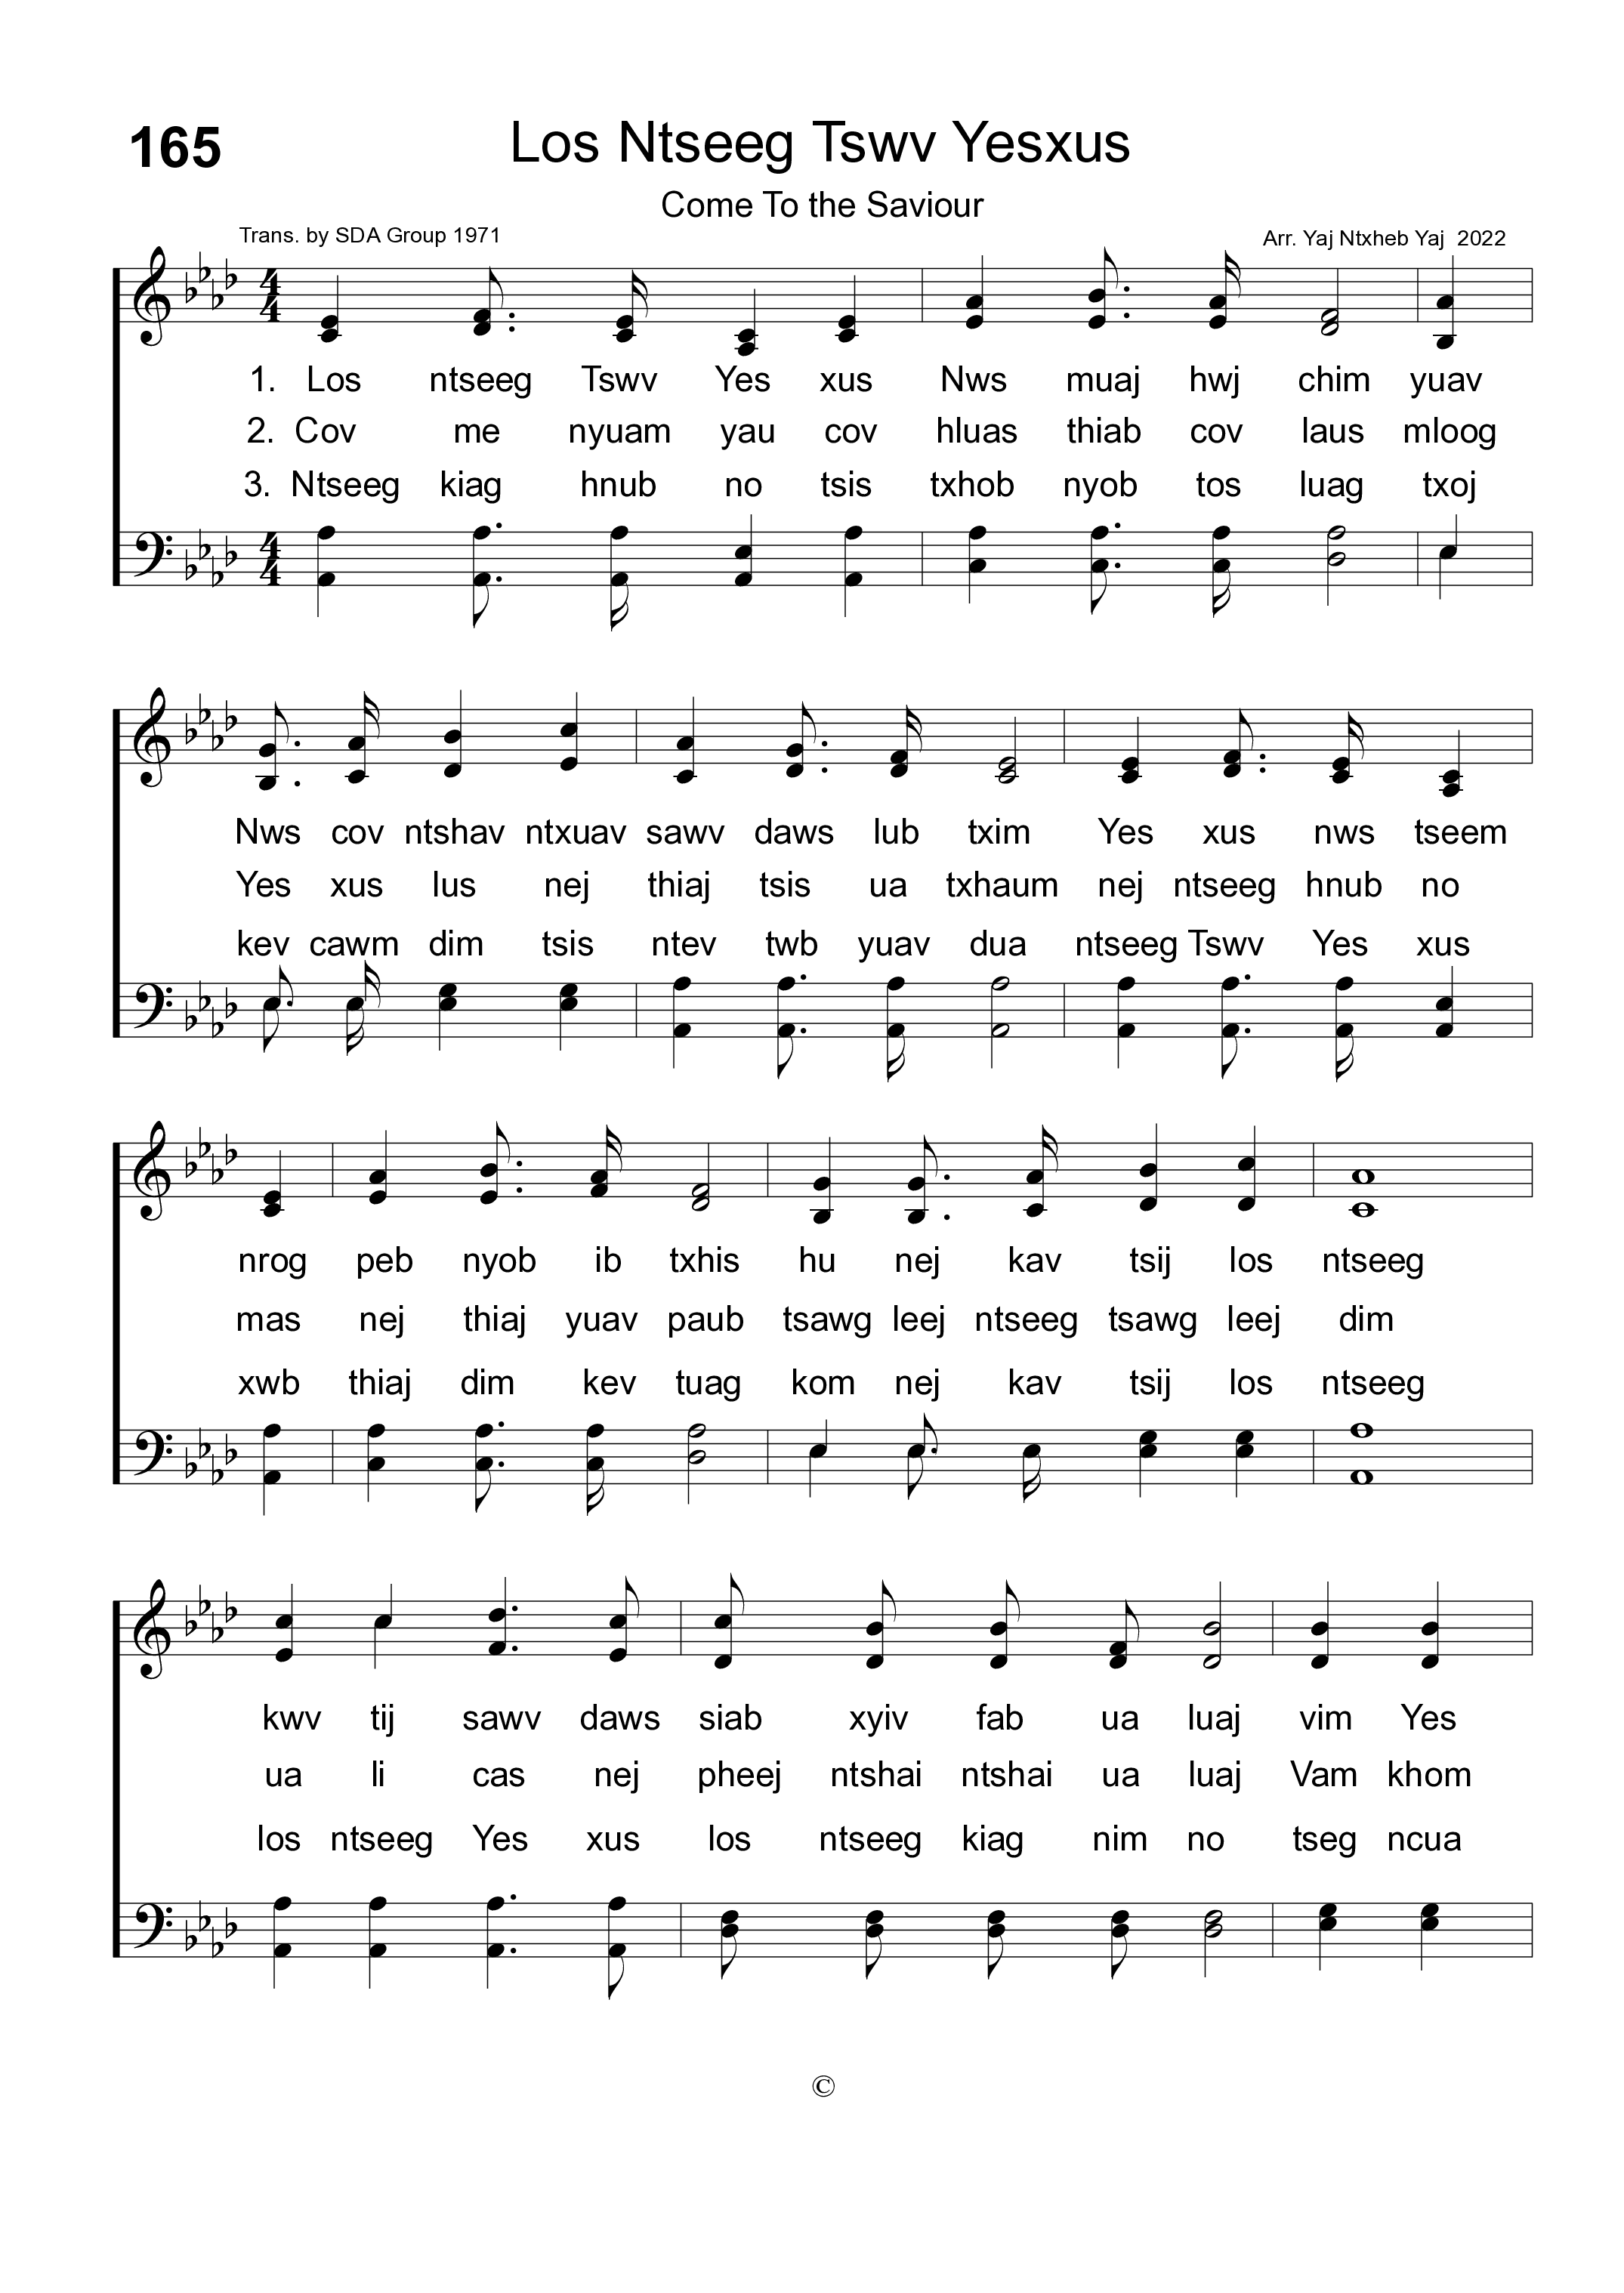 165
Los Ntseeg Tswv Yesxus
Come To the Saviour
Trans. by SDA Group 1971
Arr. Yaj Ntxheb Yaj 2022
1. Los ntseeg Tswv Yes xus Nws muaj hwj chim yuav
2. Cov me nyuam yau cov hluas thiab cov laus mloog
3. Ntseeg kiag hnub no tsis txhob nyob tos luag txoj
Nws cov ntshav ntxuav sawv daws lub txim Yes xus nws tseem
Yes xus lus nej thiaj tsis ua txhaum nej ntseeg hnub no
kev cawm dim tsis ntev twb yuav dua ntseeg Tswv Yes xus
nrog peb nyob ib txhis hu nej kav tsij los ntseeg
mas nej thiaj yuav paub tsawg leej ntseeg tsawg leej dim
xwb thiaj dim kev tuag kom nej kav tsij los ntseeg
kwv tij sawv daws siab xyiv fab ua luaj vim Yes
ua li cas nej pheej ntshai ntshai ua luaj Vam khom
los ntseeg Yes xus los ntseeg kiag nim no tseg ncua
©